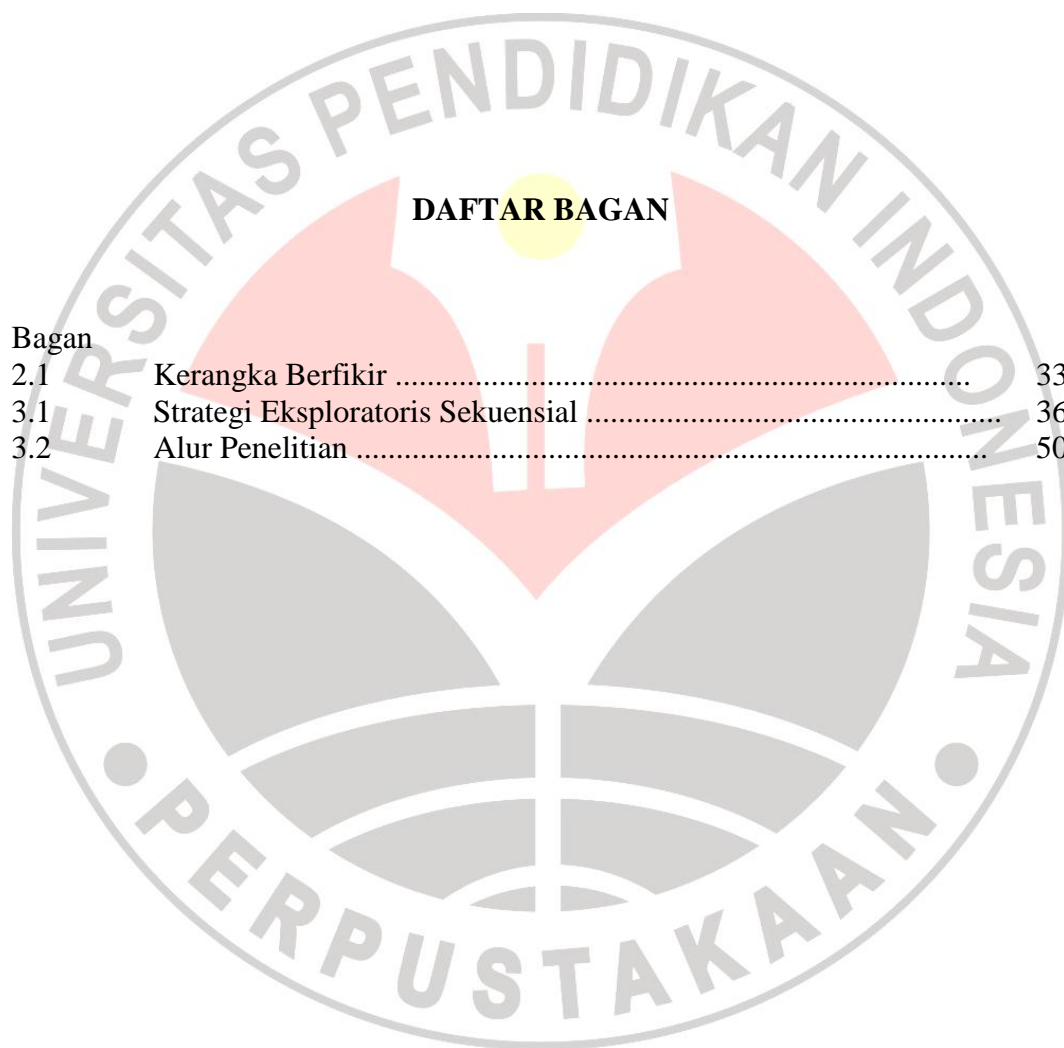 UNIVERSITAS PENDIDIKAN INDONESIA
DAFTAR BAGAN
Bagan
2.1 Kerangka Berfikir ...................................................................... 33
3.1 Strategi Eksploratoris Sekuensial .................................................. 36
3.2 Alur Penelitian ............................................................................. 50
PERPUSTAKAAN